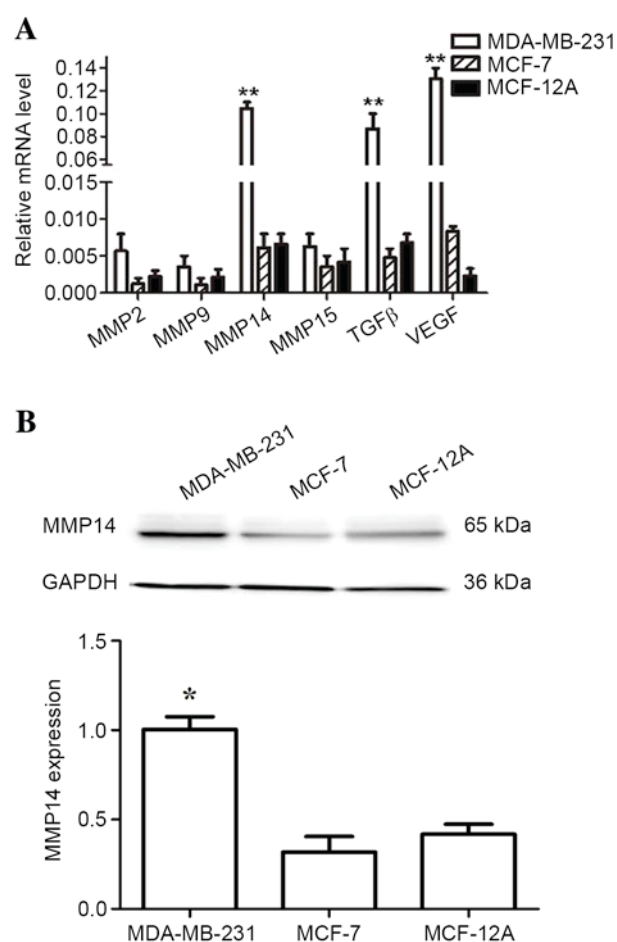 A
MDA-MB-231
MCF-7
MCF-12A
Relative mRNA level
0.14
0.12
0.10
0.08
0.06
0.015
0.010
0.005
0.000
**
**
**
MMP2
MMP9
MMP14
MMP15
TGFβ
VEGF
B
MDA-MB-231
MCF-7
MCF-12A
MMP14
65 kDa
GAPDH
36 kDa
MMP14 expression
1.5
1.0
0.5
0.0
*
MDA-MB-231
MCF-7
MCF-12A